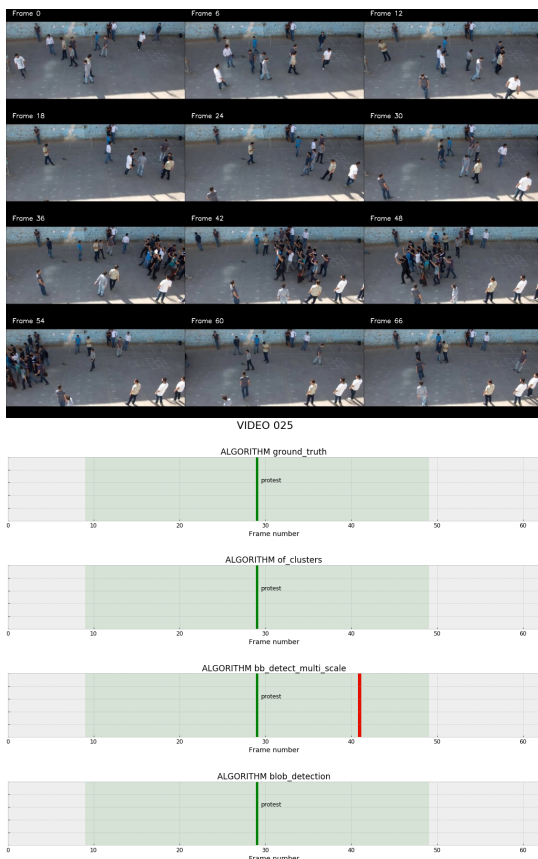 Frame 0 Frame 6 Frame 12
Frame 18 Frame 24 Frame 30
Frame 36 Frame 42 Frame 48
Frame 54 Frame 60 Frame 66
VIDEO 025
ALGORITHM ground_truth
protest
0 10 20 30 40 50 60
Frame number
ALGORITHM of_clusters
protest
0 10 20 30 40 50 60
Frame number
ALGORITHM bb_detect_multi_scale
protest
0 10 20 30 40 50 60
Frame number
ALGORITHM blob_detection
protest
0 10 20 30 40 50 60
Frame number